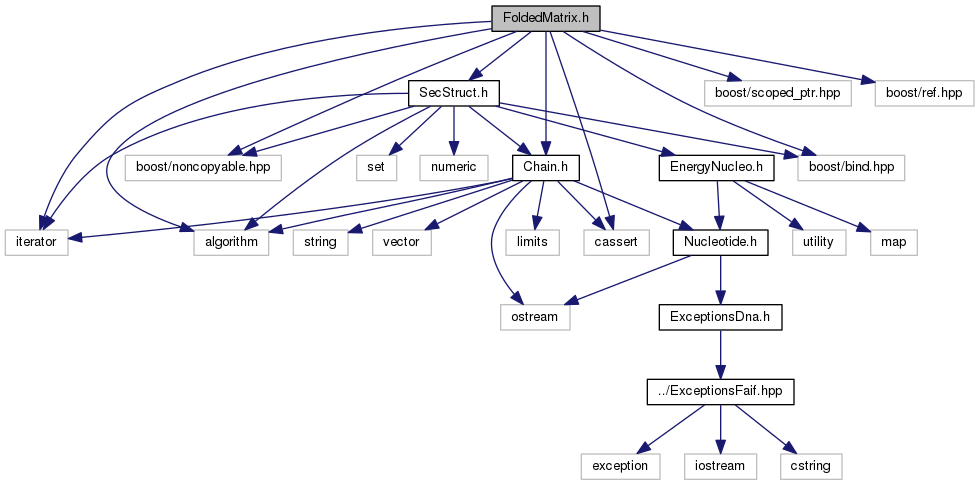 FoldedMatrix.h
SecStruct.h
boost/scoped_ptr.hpp
boost/ref.hpp
boost/noncopyable.hpp
set
numeric
Chain.h
EnergyNucleo.h
boost/bind.hpp
iterator
algorithm
string
vector
limits
cassert
Nucleotide.h
utility
map
ostream
ExceptionsDna.h
../ExceptionsFaif.hpp
exception
iostream
cstring